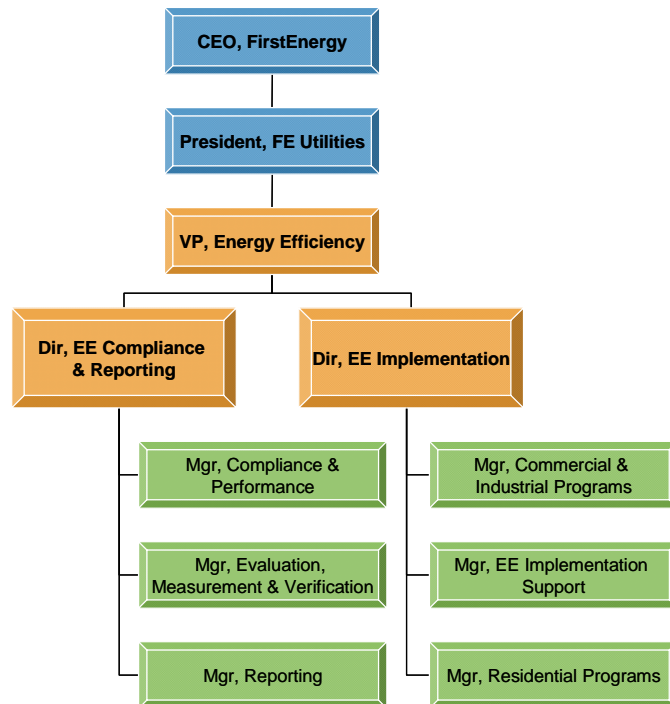 CEO, FirstEnergy
President, FE Utilities
VP, Energy Efficiency
Dir, EE Compliance
& Reporting
Dir, EE Implementation
Mgr, Compliance &
Performance
Mgr, Evaluation,
Measurement & Verification
Mgr, Reporting
Mgr, Commercial &
Industrial Programs
Mgr, EE Implementation
Support
Mgr, Residential Programs